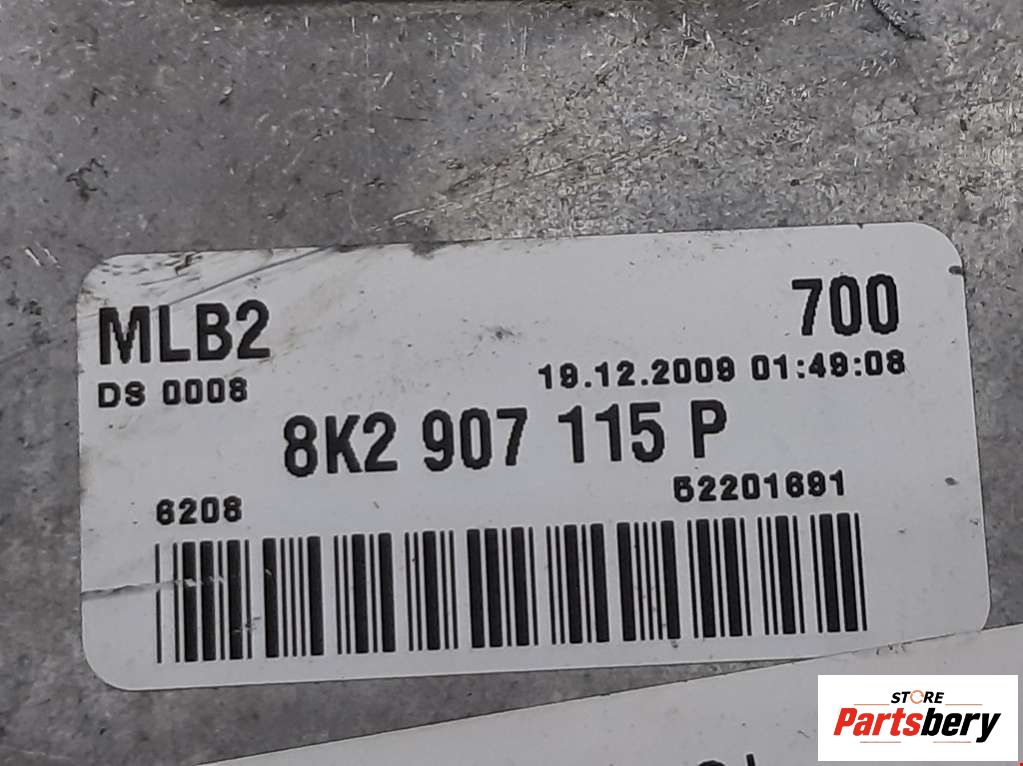 MLB2 700
DS 0008 19.12.2009 01:49:08
8K2 907 115 P
6208 52201691
STORE
Partsbery